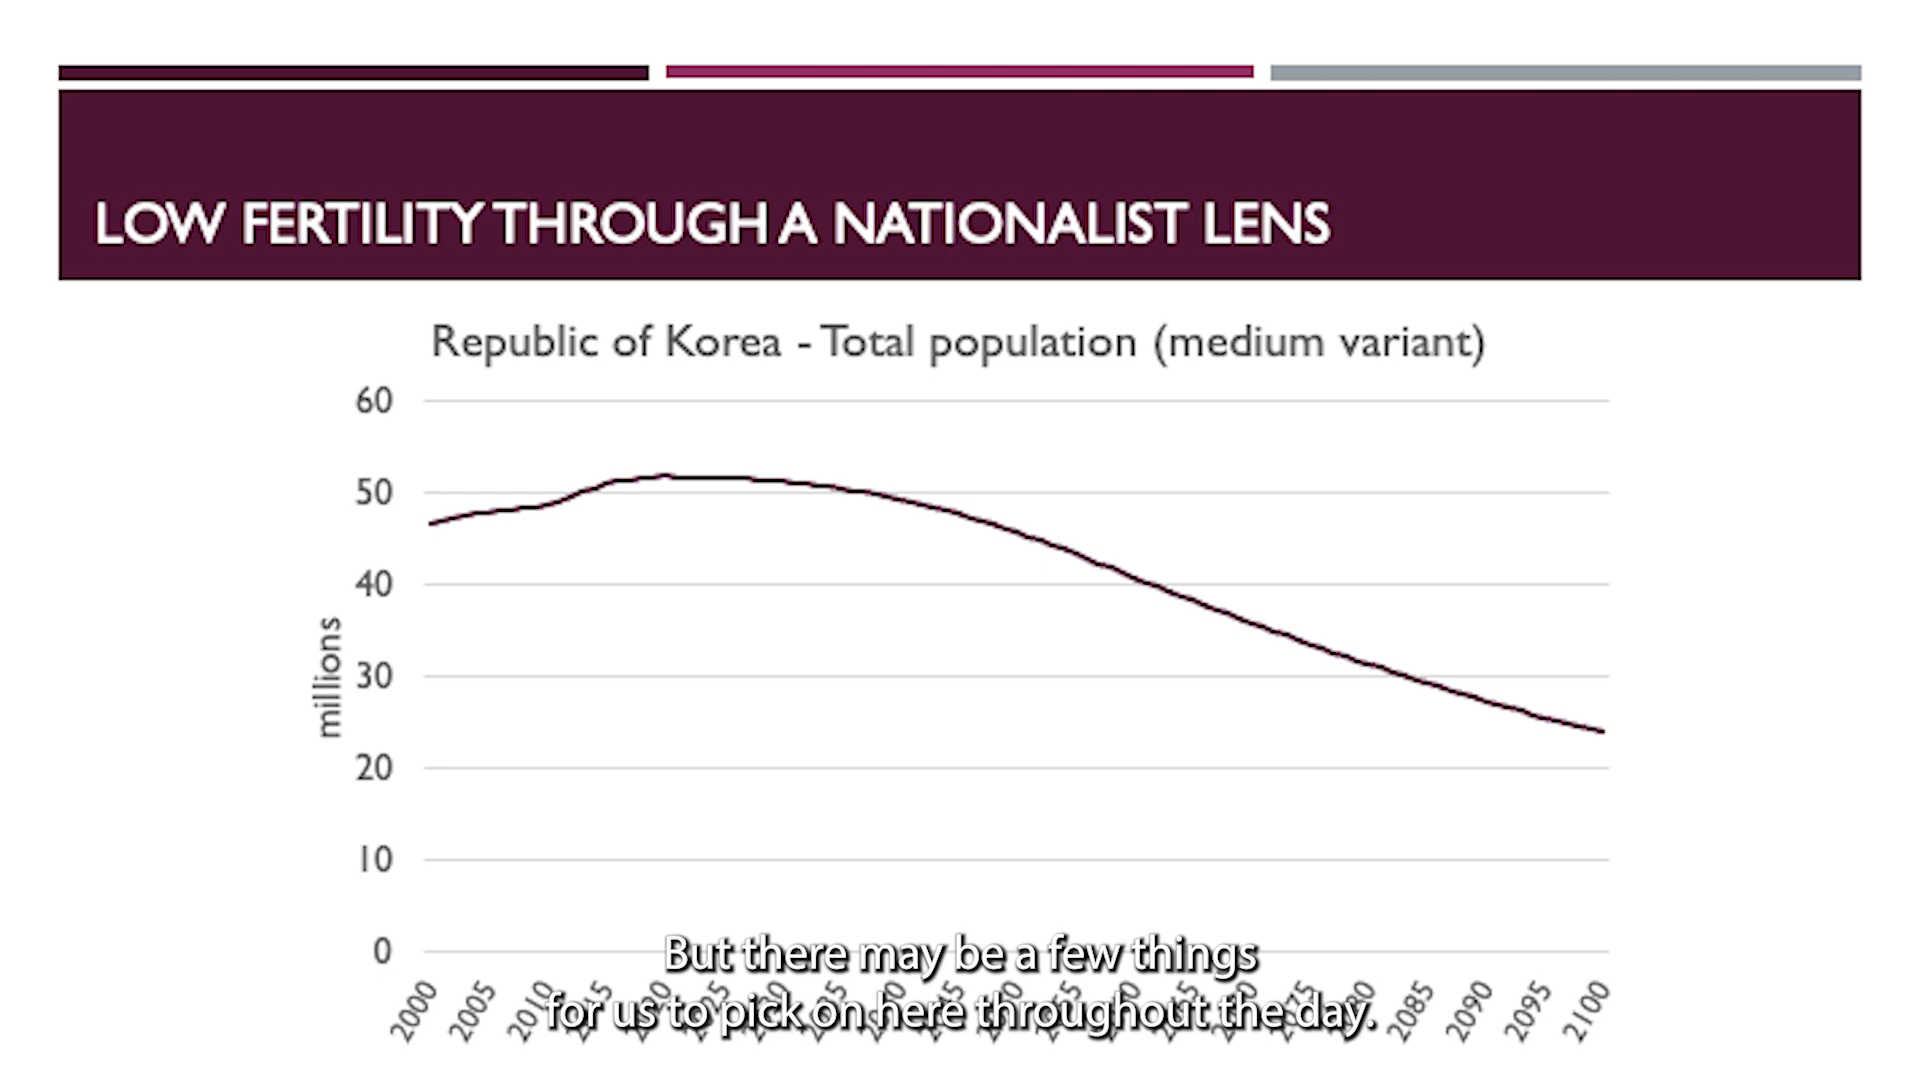 LOW FERTILITY THROUGH A NATIONALIST LENS
Republic of Korea - Total population (medium variant)
60
50
40
30
20
10
0
millions
But there may be a few things
for us to pick on here throughout the day.
2000
2005
2010
2085
2090
2095
2100